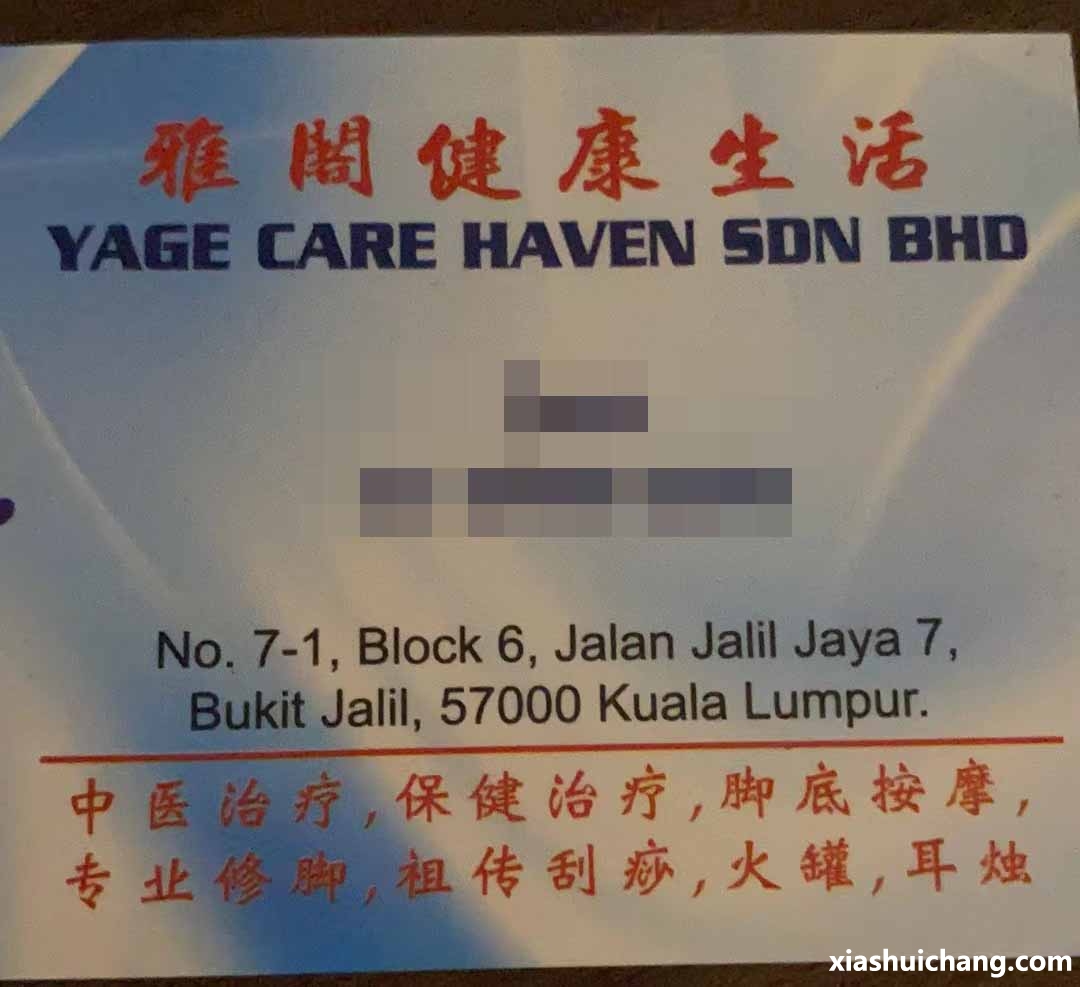 雅閣健康生活
YAGE CARE HAVEN SDN BHD
No. 7-1, Block 6, Jalan Jalil Jaya 7,
Bukit Jalil, 57000 Kuala Lumpur.
中医治疗,保健治疗,脚底按摩,
专业修脚,祖传刮痧,火罐,耳烛
xiashuichang.com